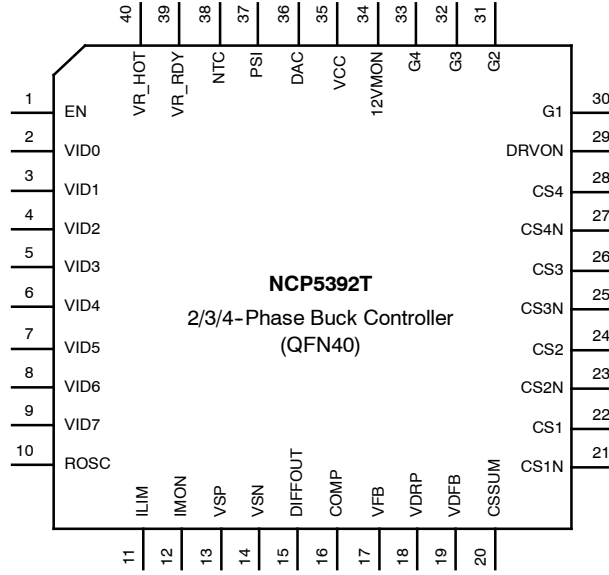 40 39 38 37 36 35 34 33 32 31
VR_HOT VR_RDY NTC PSI DAC VCC 12VMON G4 G3 G2
1 EN
2 VID0
3 VID1
4 VID2
5 VID3
6 VID4
7 VID5
8 VID6
9 VID7
10 ROSC
NCP5392T
2/3/4-Phase Buck Controller
(QFN40)
G1 30
DRVON 29
CS4 28
CS4N 27
CS3 26
CS3N 25
CS2 24
CS2N 23
CS1 22
CS1N 21
ILIM IMON VSP VSN DIFFOUT COMP VFB VDRP VDFB CSSUM
11 12 13 14 15 16 17 18 19 20